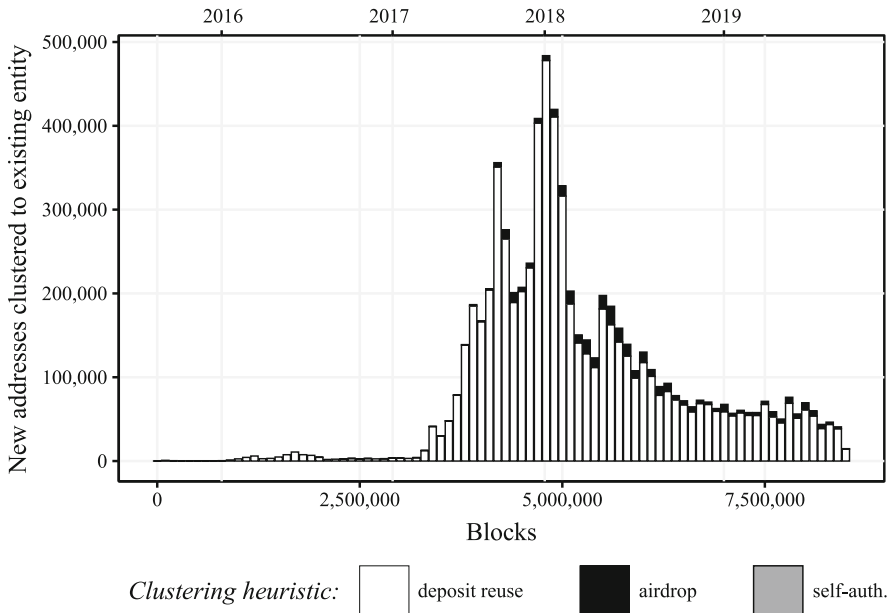 2016 2017 2018 2019
New addresses clustered to existing entity
500,000
400,000
300,000
200,000
100,000
0
0 2,500,000 5,000,000 7,500,000
Blocks
Clustering heuristic: deposit reuse airdrop self-auth.